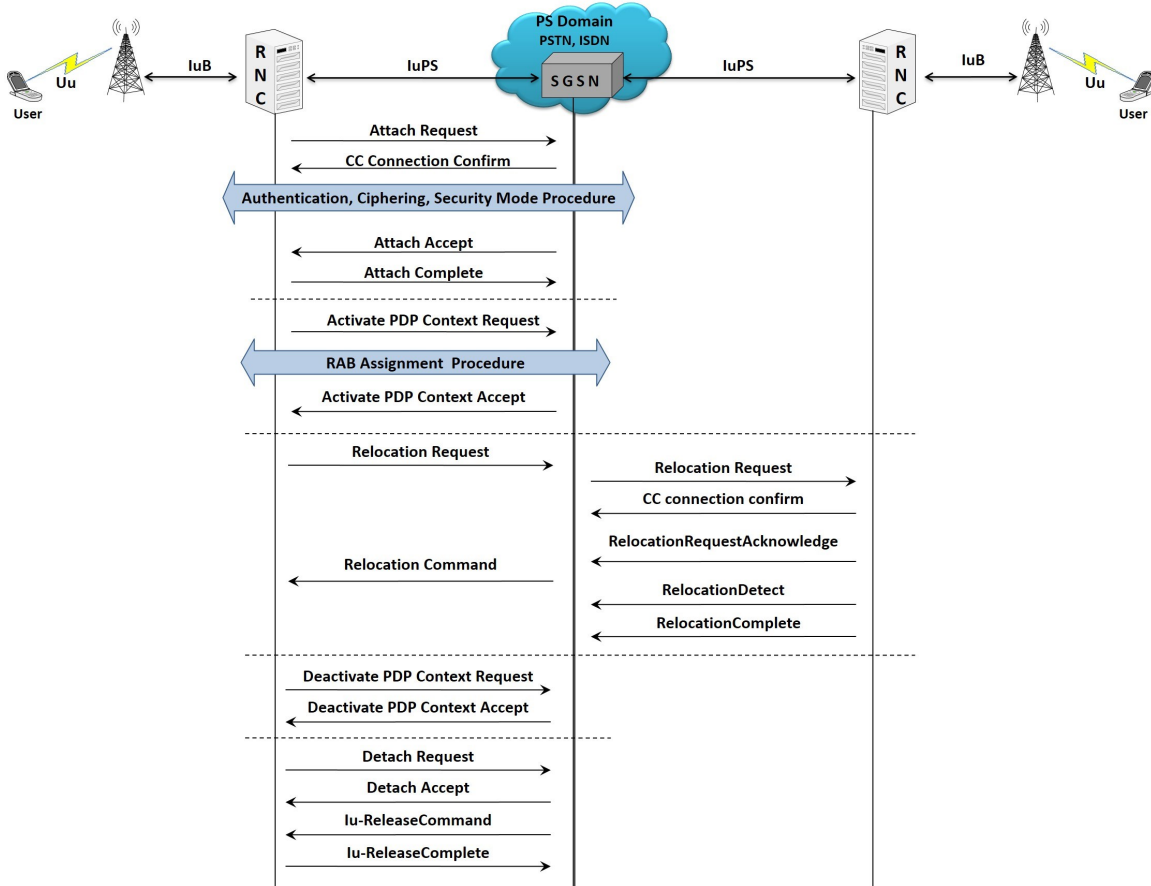 PS Domain
PSTN, ISDN
R
N
C
R
N
C
IuB
IuPS
S G S N
IuPS
IuB
Uu
Uu
User
User
Attach Request
CC Connection Confirm
Authentication, Ciphering, Security Mode Procedure
Attach Accept
Attach Complete
Activate PDP Context Request
RAB Assignment Procedure
Activate PDP Context Accept
Relocation Request
Relocation Request
CC connection confirm
RelocationRequestAcknowledge
Relocation Command
RelocationDetect
RelocationComplete
Deactivate PDP Context Request
Deactivate PDP Context Accept
Detach Request
Detach Accept
Iu-ReleaseCommand
Iu-ReleaseComplete